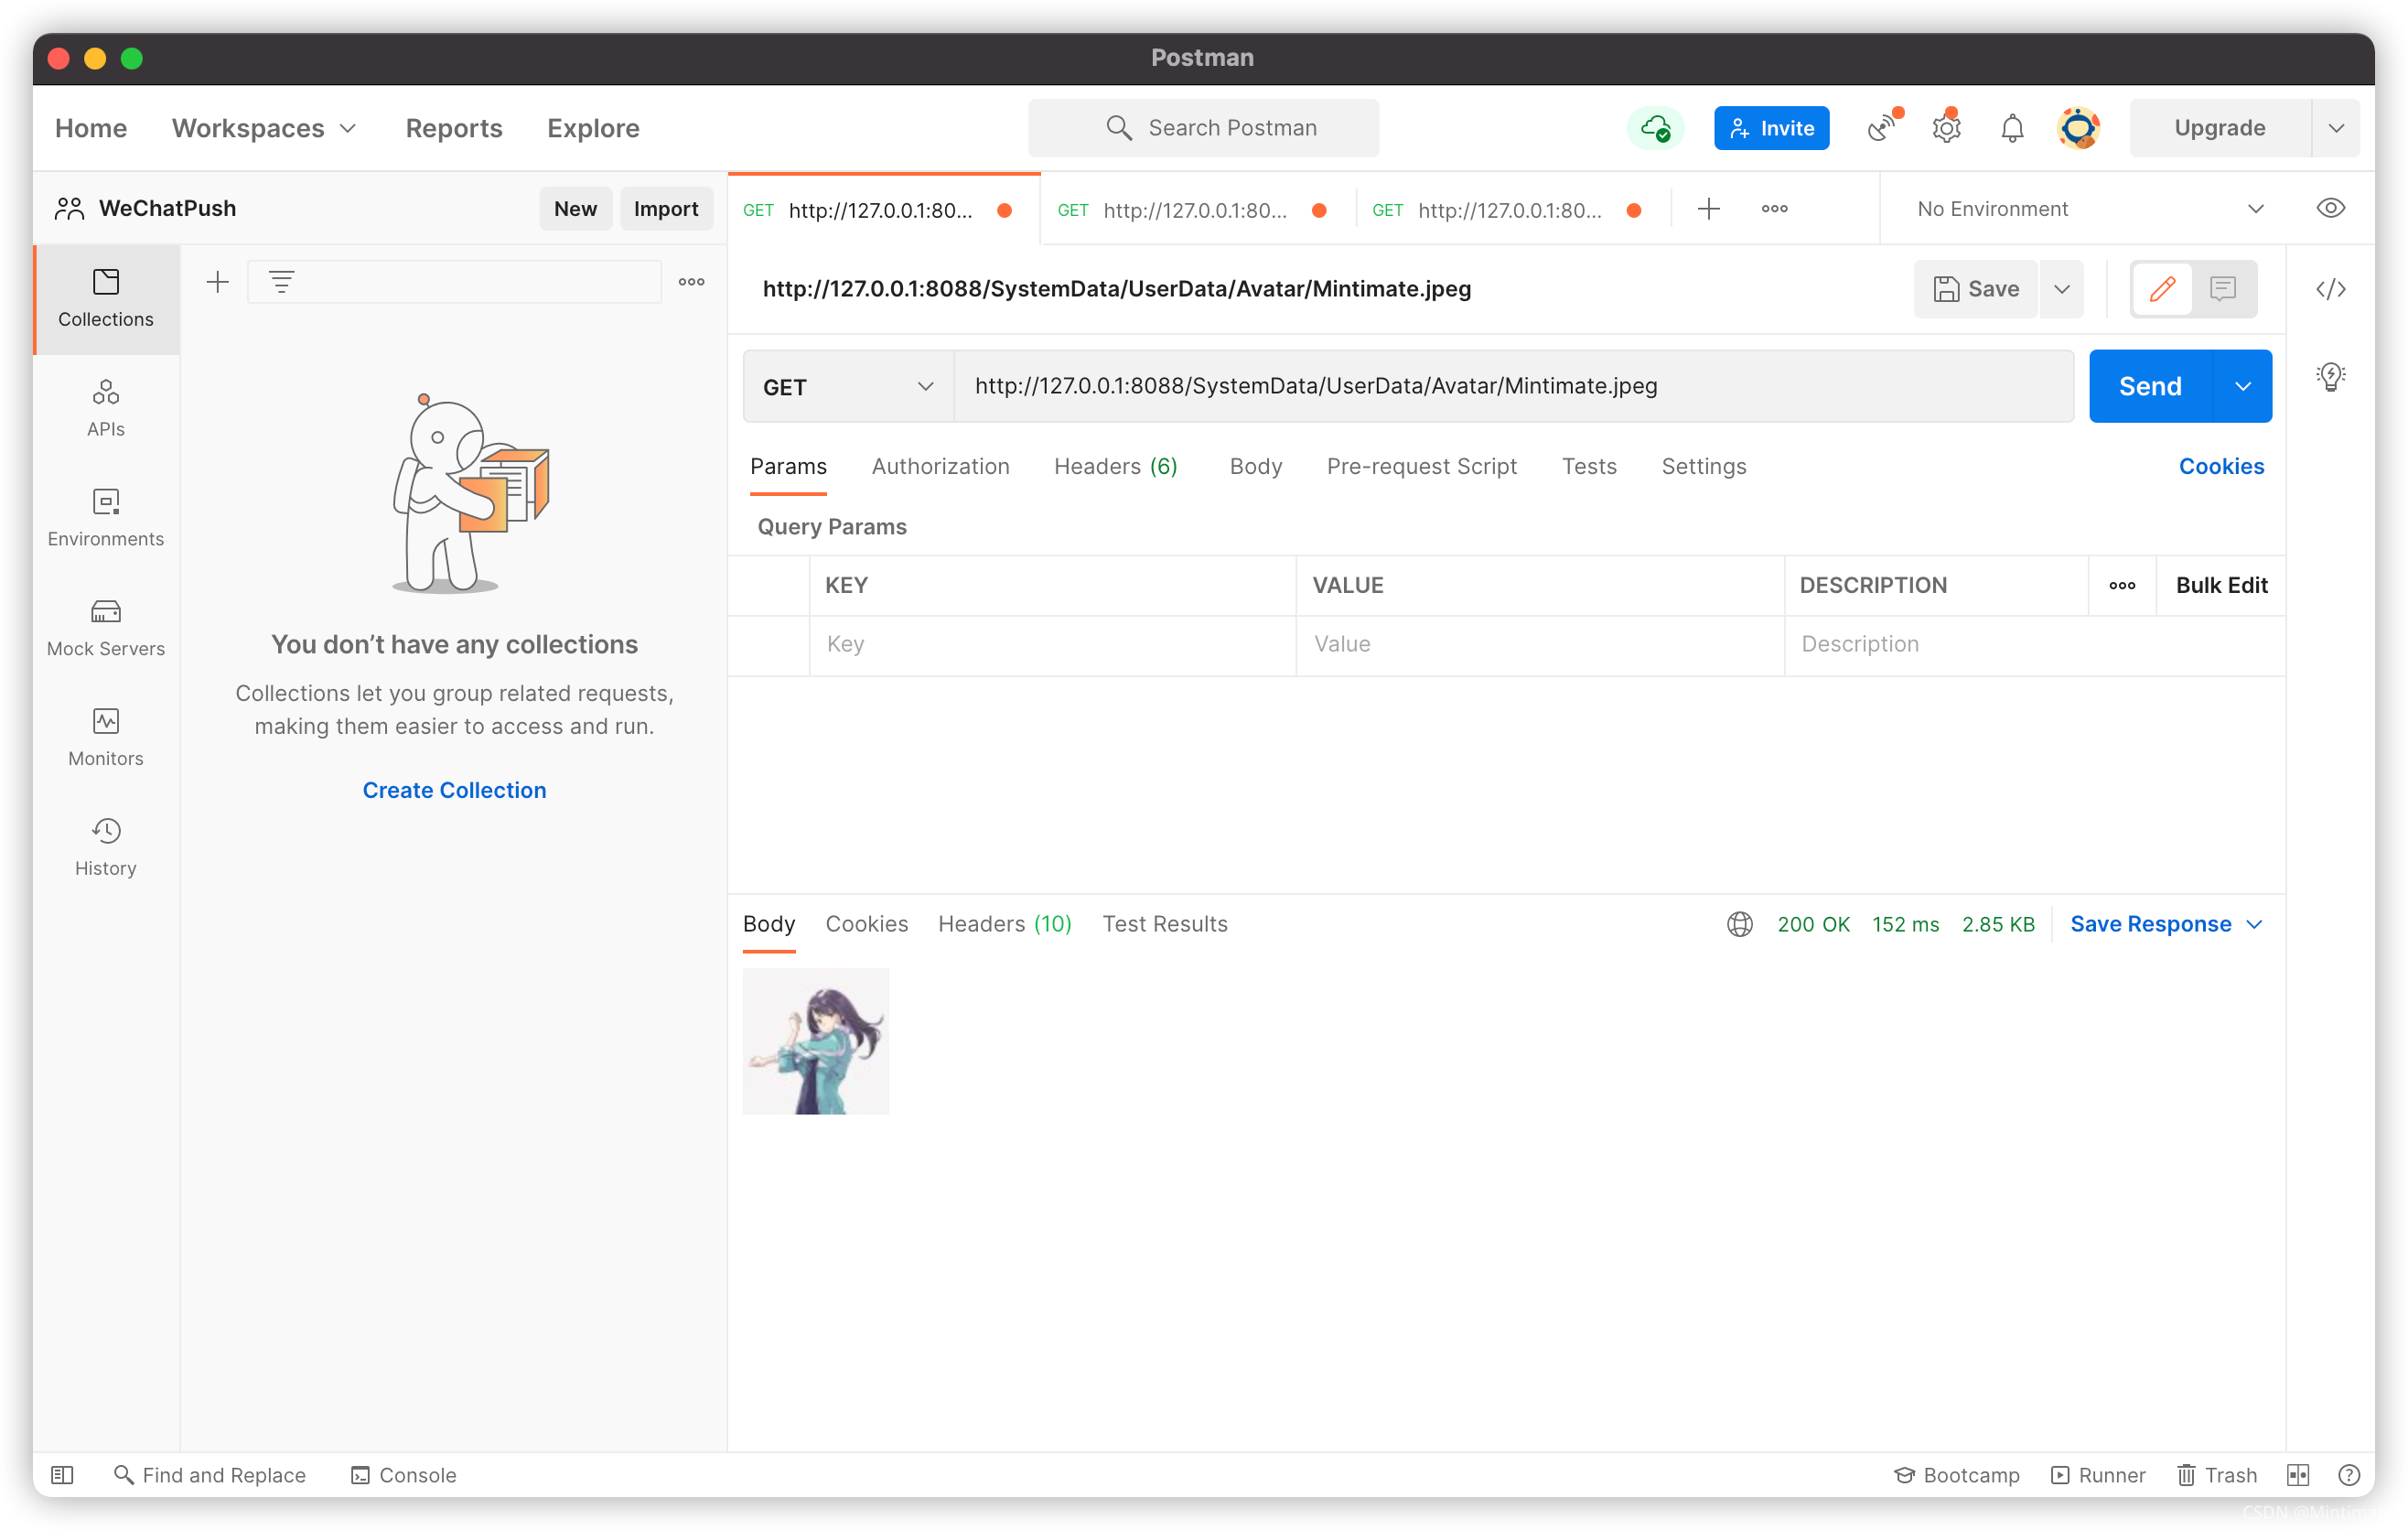 Postman
Home Workspaces Reports Explore Search Postman Invite Upgrade
WeChatPush New Import GET http://127.0.0.1:80... GET http://127.0.0.1:80... GET http://127.0.0.1:80... No Environment
Collections
http://127.0.0.1:8088/SystemData/UserData/Avatar/Mintimate.jpeg Save
GET http://127.0.0.1:8088/SystemData/UserData/Avatar/Mintimate.jpeg Send
APIs
Params Authorization Headers (6) Body Pre-request Script Tests Settings Cookies
Query Params
Environments
KEY VALUE DESCRIPTION Bulk Edit
Key Value Description
Mock Servers
You don’t have any collections
Collections let you group related requests,
making them easier to access and run.
Monitors
Create Collection
History
Body Cookies Headers (10) Test Results 200 OK 152 ms 2.85 KB Save Response
Find and Replace Console Bootcamp Runner Trash
CSDN